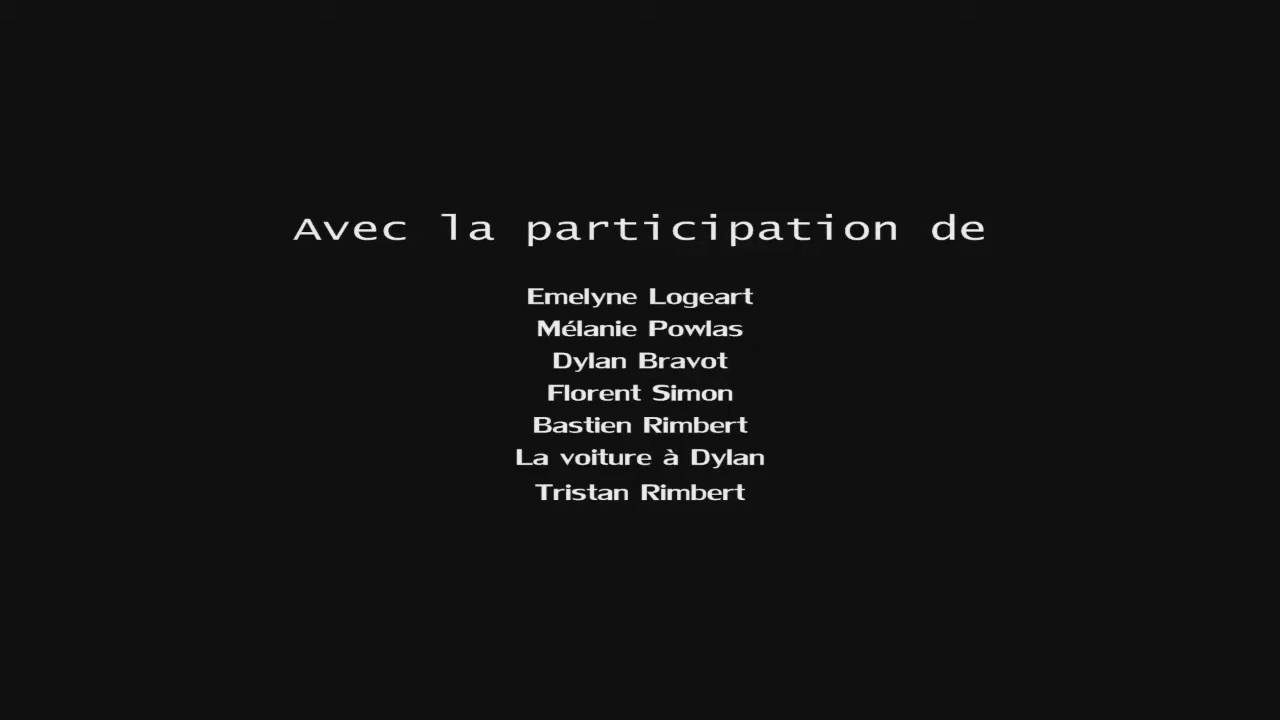 Avec la participation de
Emelyne Logeart
Mélanie Powlas
Dylan Bravot
Florent Simon
Bastien Rimbert
La voiture à Dylan
Tristan Rimbert